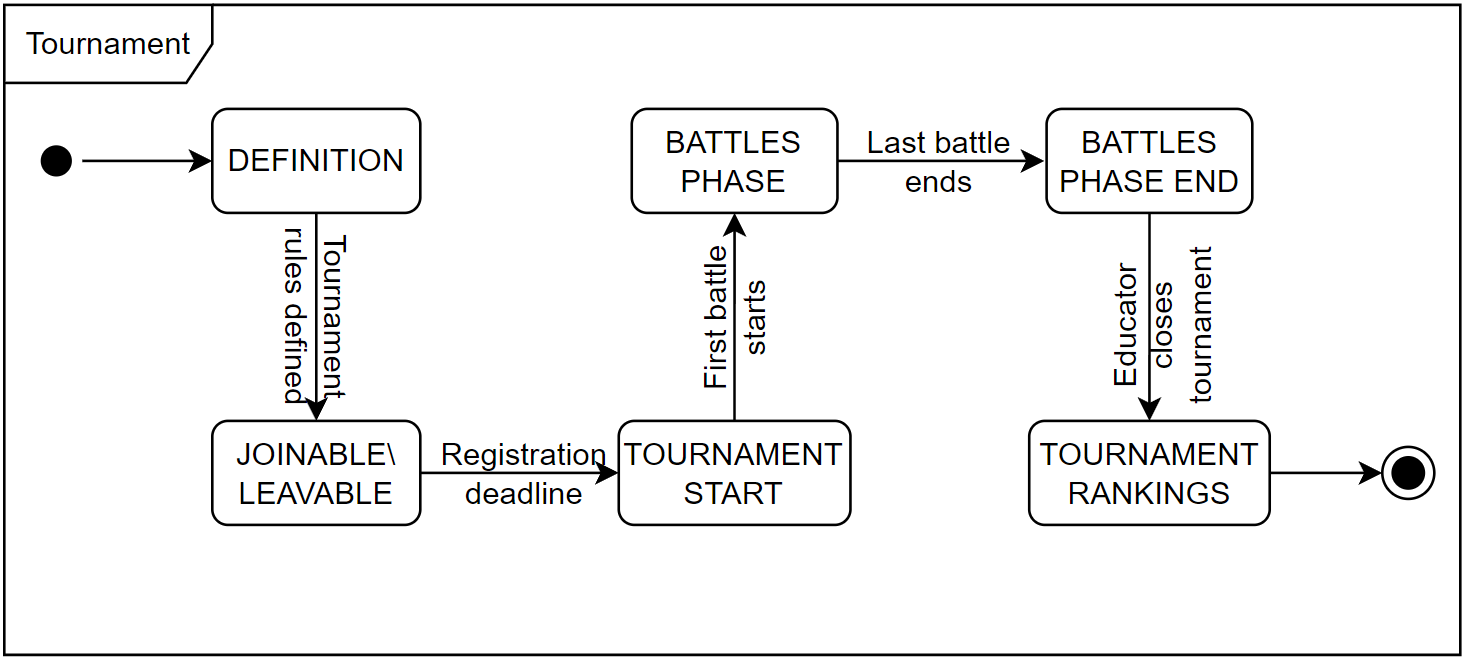 Tournament
DEFINITION
Tournament
rules defined
JOINABLE\
LEAVABLE
Registration
deadline
TOURNAMENT
START
First battle
starts
BATTLES
PHASE
Last battle
ends
BATTLES
PHASE END
Educator
closes
tournament
TOURNAMENT
RANKINGS